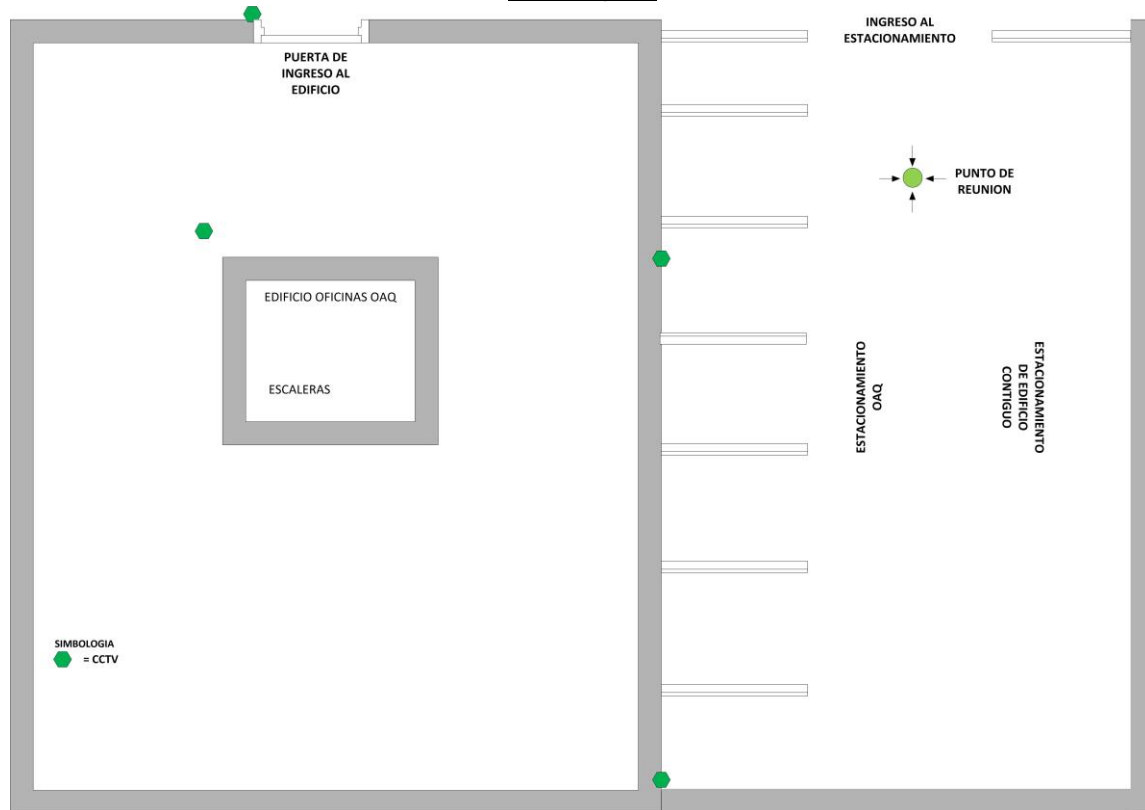 PUERTA DE
INGRESO AL
EDIFICIO
INGRESO AL
ESTACIONAMIENTO
PUNTO DE
REUNION
EDIFICIO OFICINAS OAQ
ESCALERAS
ESTACIONAMIENTO
OAQ
ESTACIONAMIENTO
DE EDIFICIO
CONTIGUO
SIMBOLOGIA
= CCTV